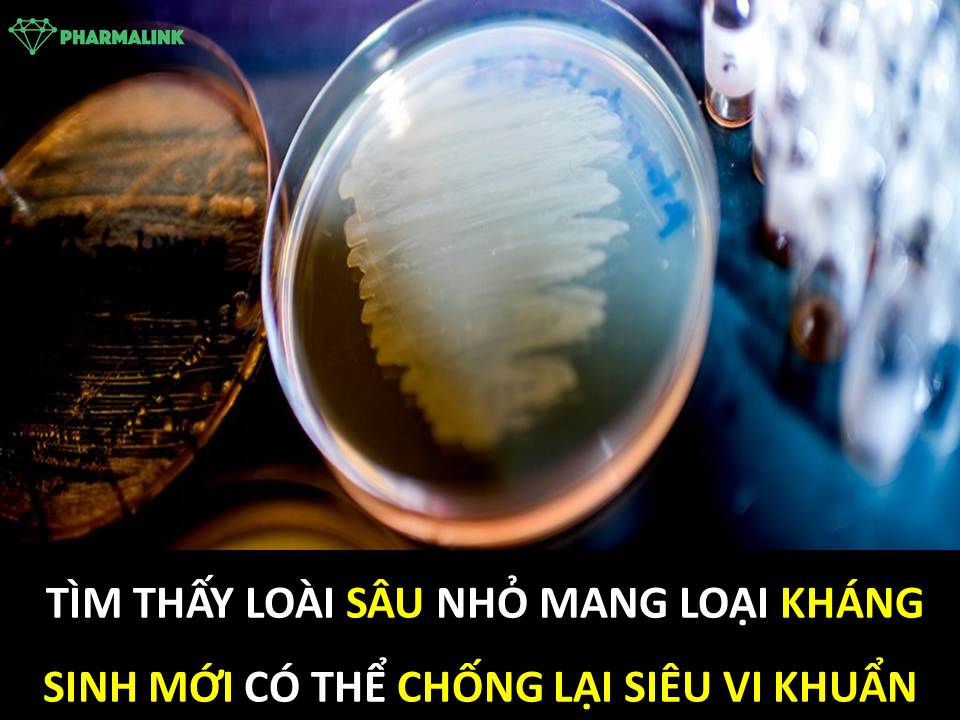 PHARMALINK
TÌM THẤY LOÀI SÂU NHỎ MANG LOẠI KHÁNG
SINH MỚI CÓ THỂ CHỐNG LẠI SIÊU VI KHUẨN